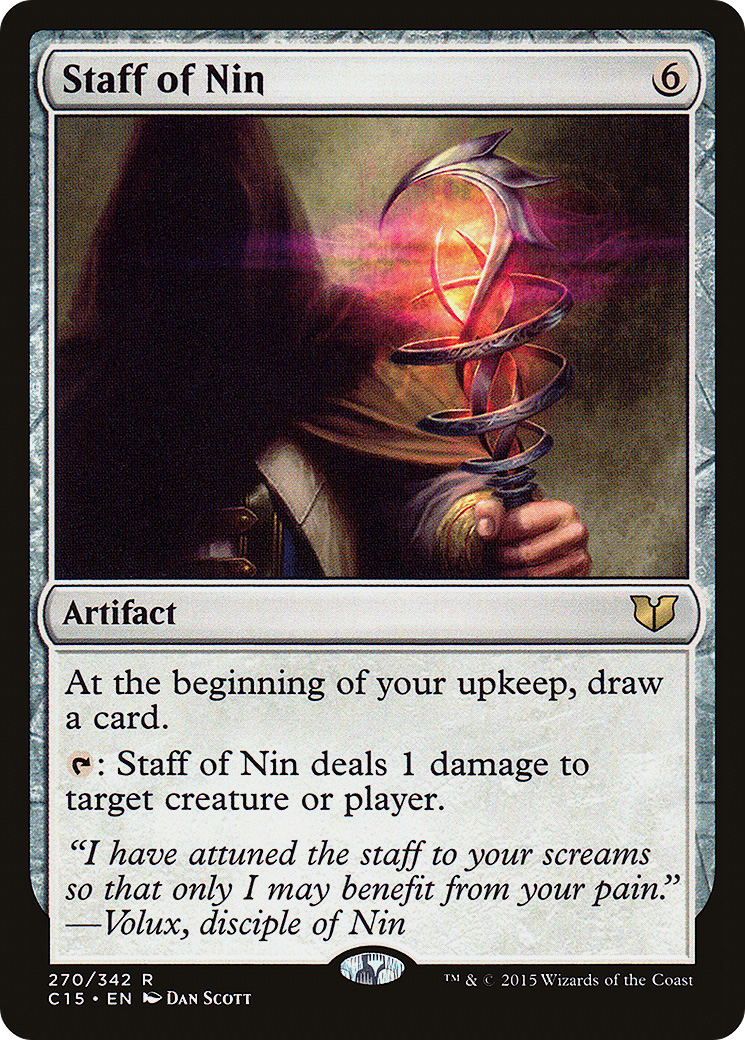 Staff of Nin
6
Artifact
At the beginning of your upkeep, draw
a card.
: Staff of Nin deals 1 damage to
target creature or player.
“I have attuned the staff to your screams
so that only I may benefit from your pain.”
—Volux, disciple of Nin
270/342 R
™ & © 2015 Wizards of the Coast
C15 • EN Dan Scott